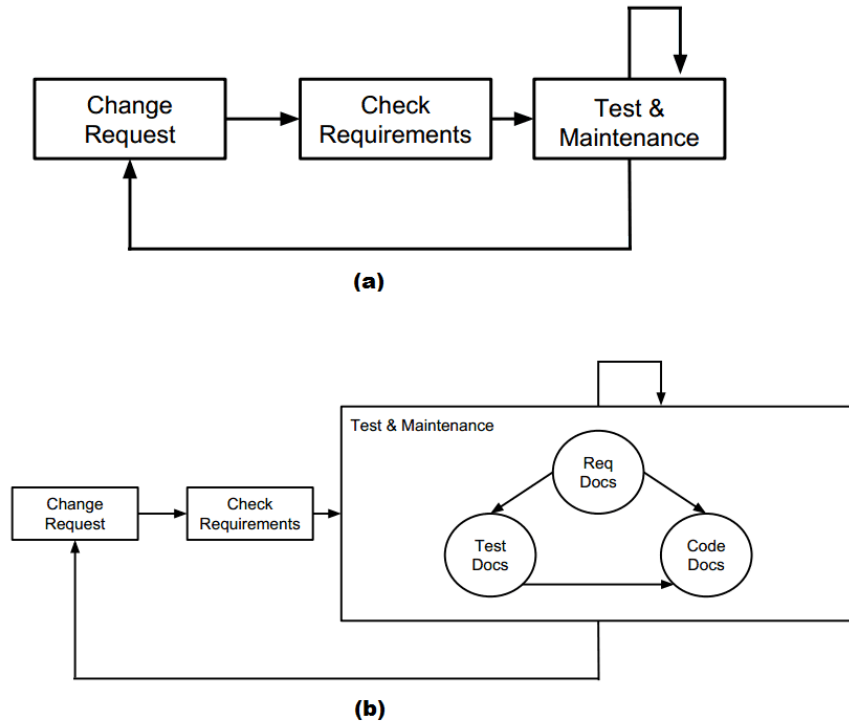 Change
Request
Check
Requirements
Test &
Maintenance
(a)
Test & Maintenance
Req
Docs
Change
Request
Check
Requirements
Test
Docs
Code
Docs
(b)